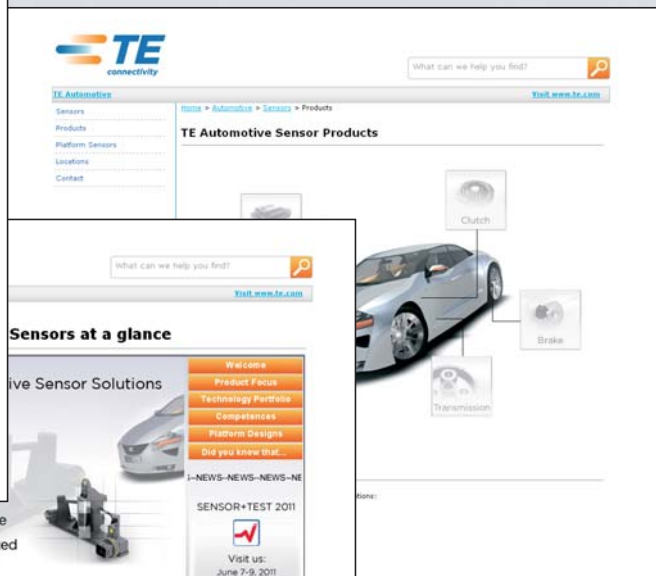 TE
connectivity
What can we help you find?
TE Automotive
Visit www.te.com
Sensors
Products
Platform Sensors
Locations
Contact
Home > Automotive > Sensors > Products
TE Automotive Sensor Products
Clutch
Brake
Transmission
What can we help you find?
Visit www.te.com
Sensors at a glance
ive Sensor Solutions
Welcome
Product Focus
Technology Portfolio
Competences
Platform Designs
Did you know that...
S--NEWS--NEWS--NEWS--NE
SENSOR+TEST 2011
Visit us:
June 7-9, 2011
e
ed
tions: